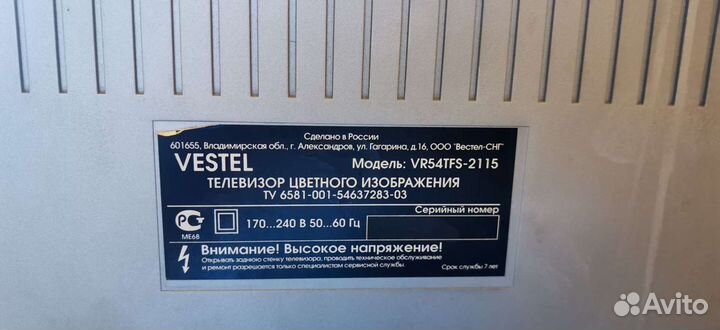 Сделано в России
601655, Владимирская обл., г. Александров, ул. Гагарина, д.16, ООО "Вестел-СНГ"
VESTEL Модель: VR54TFS-2115
ТЕЛЕВИЗОР ЦВЕТНОГО ИЗОБРАЖЕНИЯ
ТУ 6581-001-54637283-03
Серийный номер
РСТ
МЕ68
170...240 В 50...60 Гц
Внимание! Высокое напряжение!
Открывать заднюю стенку телевизора, проводить техническое обслуживание
и ремонт разрешается только специалистам сервисной службы.
Срок службы 7 лет
Avito